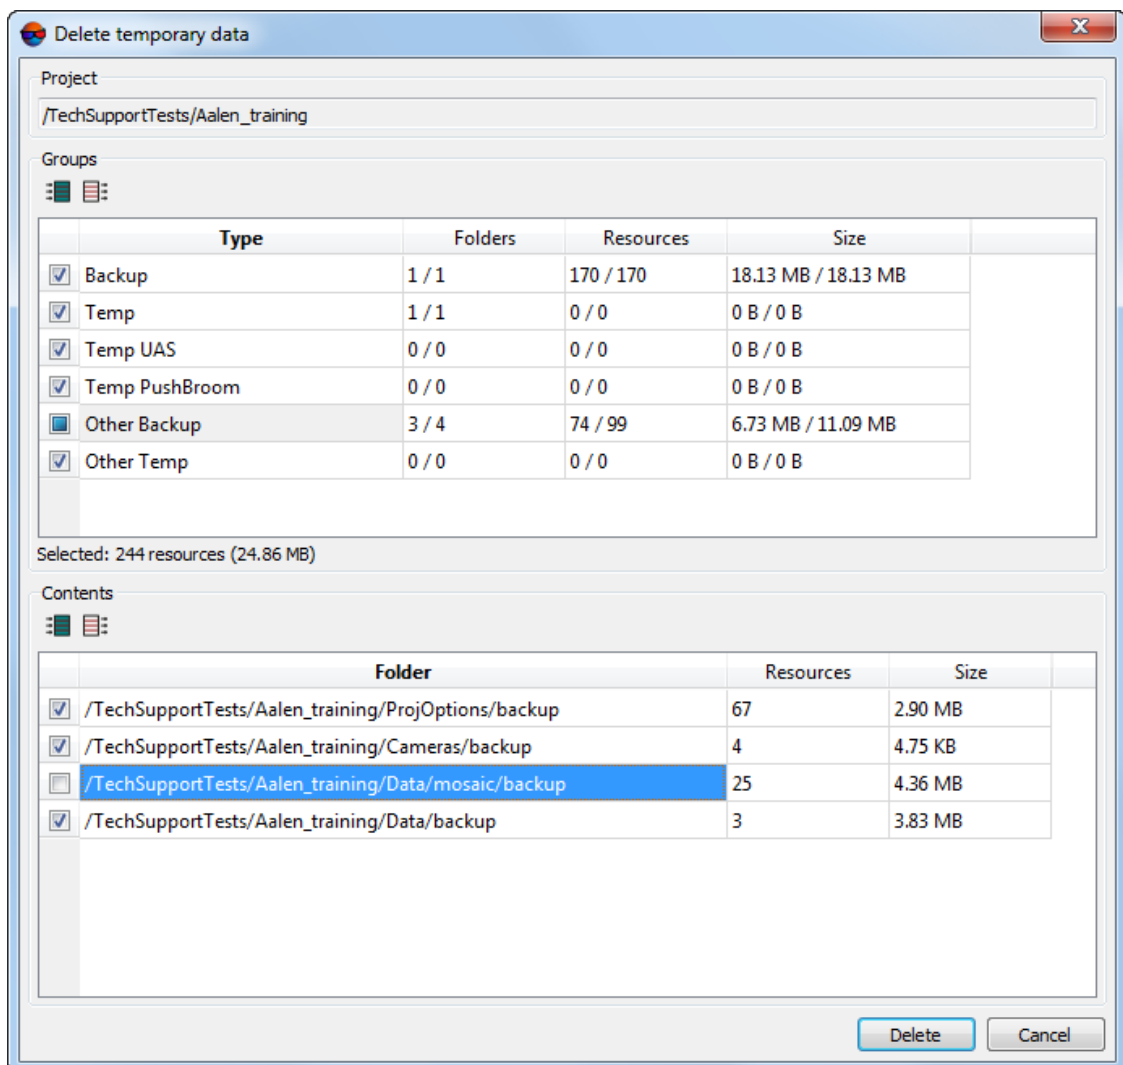 Delete temporary data
Project
/TechSupportTests/Aalen_training
Groups
Type Folders Resources Size
Backup 1 / 1 170 / 170 18.13 MB / 18.13 MB
Temp 1 / 1 0 / 0 0 B / 0 B
Temp UAS 0 / 0 0 / 0 0 B / 0 B
Temp PushBroom 0 / 0 0 / 0 0 B / 0 B
Other Backup 3 / 4 74 / 99 6.73 MB / 11.09 MB
Other Temp 0 / 0 0 / 0 0 B / 0 B
Selected: 244 resources (24.86 MB)
Contents
Folder Resources Size
/TechSupportTests/Aalen_training/ProjOptions/backup 67 2.90 MB
/TechSupportTests/Aalen_training/Cameras/backup 4 4.75 KB
/TechSupportTests/Aalen_training/Data/mosaic/backup 25 4.36 MB
/TechSupportTests/Aalen_training/Data/backup 3 3.83 MB
Delete Cancel